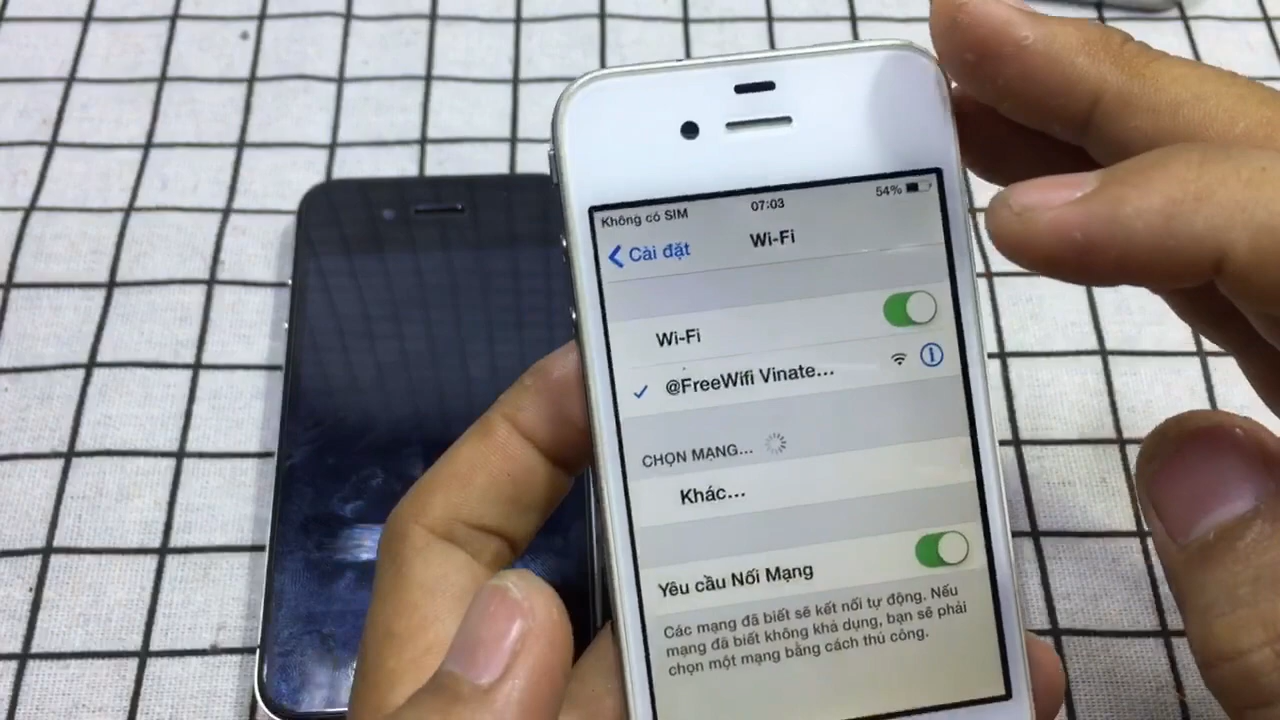 Không có SIM 07:03 54%
Cài đặt Wi-Fi
Wi-Fi
@FreeWifi Vinate...
CHỌN MẠNG...
Khác...
Yêu cầu Nối Mạng
Các mạng đã biết sẽ kết nối tự động. Nếu
mạng đã biết không khả dụng, bạn sẽ phải
chọn một mạng bằng cách thủ công.